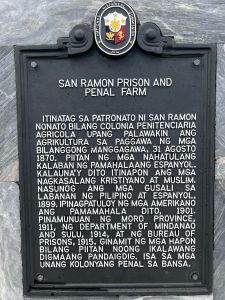 SAN RAMON PRISON AND
PENAL FARM
ITINATAG SA PATRONATO NI SAN RAMON
NONATO BILANG COLONIA PENITENCIARIA
AGRICOLA UPANG PALAWAKIN ANG
AGRIKULTURA SA PAGGAWA NG MGA
BILANGGONG MANGGAGAWA, 31 AGOSTO
1870. PIITAN NG MGA NAHATULANG
KALABAN NG PAMAHALAANG ESPANYOL.
KALAUNA'Y DITO ITINAPON ANG MGA
NAGKASALANG KRISTIYANO AT MUSLIM.
NASUNOG ANG MGA GUSALI SA
LABANAN NG PILIPINO AT ESPANYOL,
1899. IPINAGPATULOY NG MGA AMERIKANO
ANG PAMAMAHALA DITO, 1901.
PINAMUNUAN NG MORO PROVINCE,
1911, NG DEPARTMENT OF MINDANAO
AND SULU, 1914, AT NG BUREAU OF
PRISONS, 1915. GINAMIT NG MGA HAPON
BILANG PIITAN NOONG IKALAWANG
DIGMAANG PANDAIGDIG. ISA SA MGA
UNANG KOLONYANG PENAL SA BANSA.